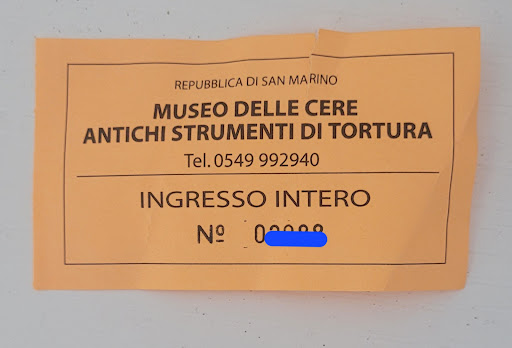 REPUBBLICA DI SAN MARINO
MUSEO DELLE CERE
ANTICHI STRUMENTI DI TORTURA
Tel. 0549 992940
INGRESSO INTERO
Nº